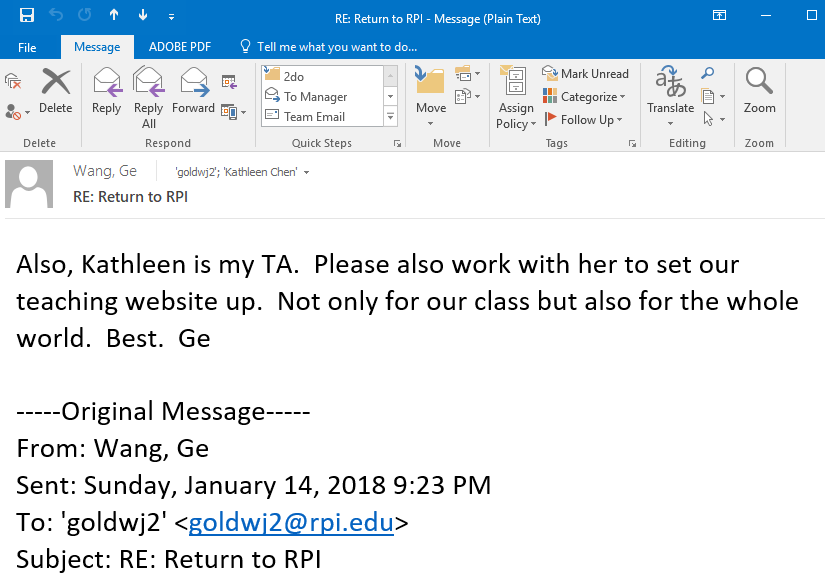 RE: Return to RPI - Message (Plain Text)
File Message ADOBE PDF Tell me what you want to do...
Delete Reply Reply All Forward
2do
To Manager
Team Email
Move Assign Policy Mark Unread
Categorize
Follow Up
Translate Zoom
Delete Respond Quick Steps Move Tags Editing Zoom
Wang, Ge 'goldwj2'; 'Kathleen Chen'
RE: Return to RPI
Also, Kathleen is my TA.  Please also work with her to set our
teaching website up.  Not only for our class but also for the whole
world.  Best.  Ge
-----Original Message-----
From: Wang, Ge
Sent: Sunday, January 14, 2018 9:23 PM
To: 'goldwj2' <goldwj2@rpi.edu>
Subject: RE: Return to RPI